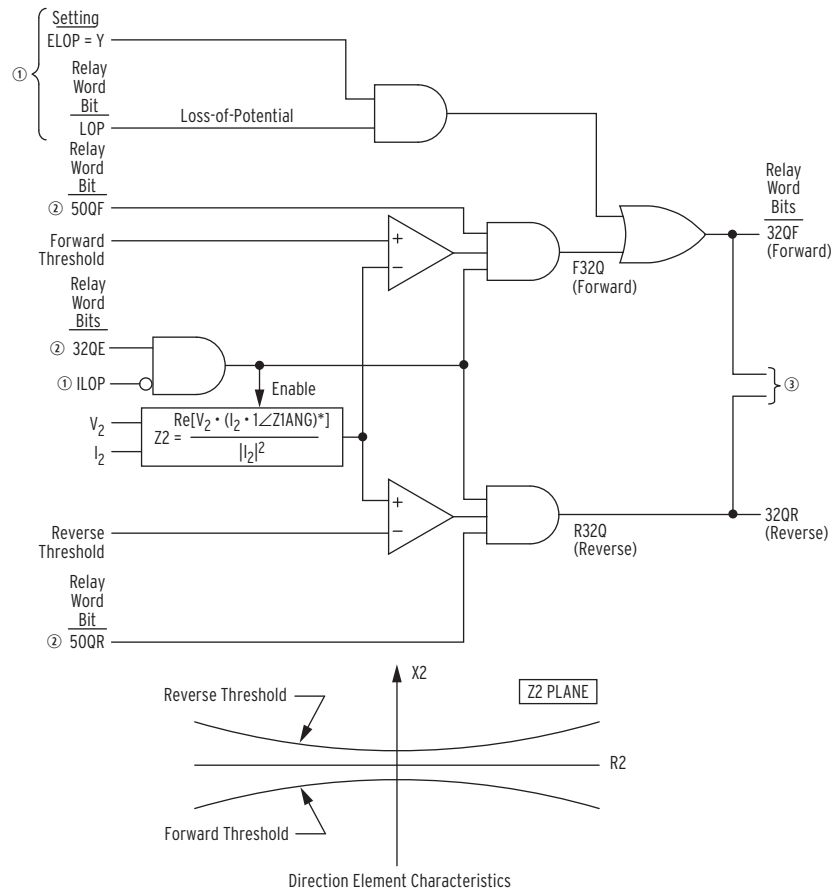 Setting
ELOP = Y
①
Relay
Word
Bit
LOP
Loss-of-Potential
Relay
Word
Bit
② 50QF
Forward
Threshold
+
–
F32Q
(Forward)
Relay
Word
Bits
32QF
(Forward)
Relay
Word
Bits
② 32QE
① ILOP
Enable
③
V2
I2
Z2 = Re[V2 • (I2 • 1∠Z1ANG)*]
|I2|²
+
–
Reverse
Threshold
R32Q
(Reverse)
32QR
(Reverse)
Relay
Word
Bit
② 50QR
X2
Z2 PLANE
Reverse Threshold
R2
Forward Threshold
Direction Element Characteristics